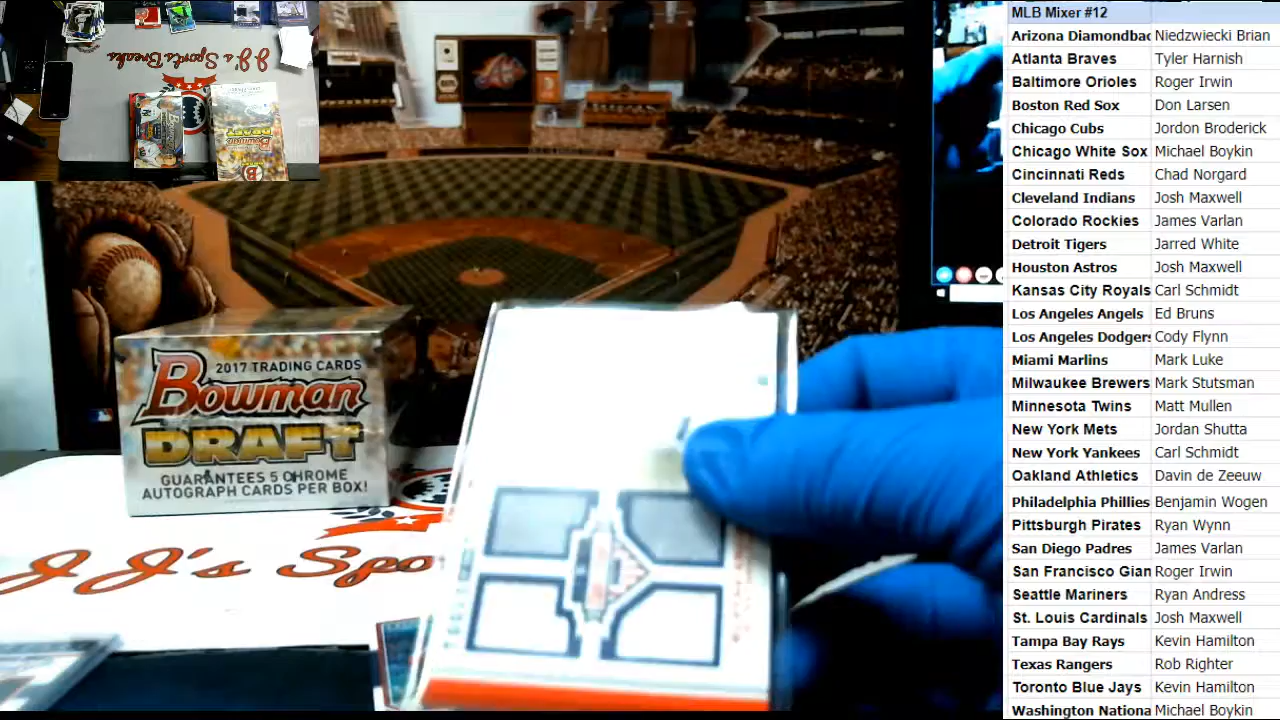 J.J's Sports Breaks
BOWMAN
DRAFT
2017 TRADING CARDS
Bowman
DRAFT
GUARANTEES 5 CHROME
AUTOGRAPH CARDS PER BOX!
J J's Spo
MLB Mixer #12
Arizona Diamondbac Niedzwiecki Brian
Atlanta Braves Tyler Harnish
Baltimore Orioles Roger Irwin
Boston Red Sox Don Larsen
Chicago Cubs Jordon Broderick
Chicago White Sox Michael Boykin
Cincinnati Reds Chad Norgard
Cleveland Indians Josh Maxwell
Colorado Rockies James Varlan
Detroit Tigers Jarred White
Houston Astros Josh Maxwell
Kansas City Royals Carl Schmidt
Los Angeles Angels Ed Bruns
Los Angeles Dodgers Cody Flynn
Miami Marlins Mark Luke
Milwaukee Brewers Mark Stutsman
Minnesota Twins Matt Mullen
New York Mets Jordan Shutta
New York Yankees Carl Schmidt
Oakland Athletics Davin de Zeeuw
Philadelphia Phillies Benjamin Wogen
Pittsburgh Pirates Ryan Wynn
San Diego Padres James Varlan
San Francisco Gian Roger Irwin
Seattle Mariners Ryan Andress
St. Louis Cardinals Josh Maxwell
Tampa Bay Rays Kevin Hamilton
Texas Rangers Rob Righter
Toronto Blue Jays Kevin Hamilton
Washington Nationa Michael Boykin